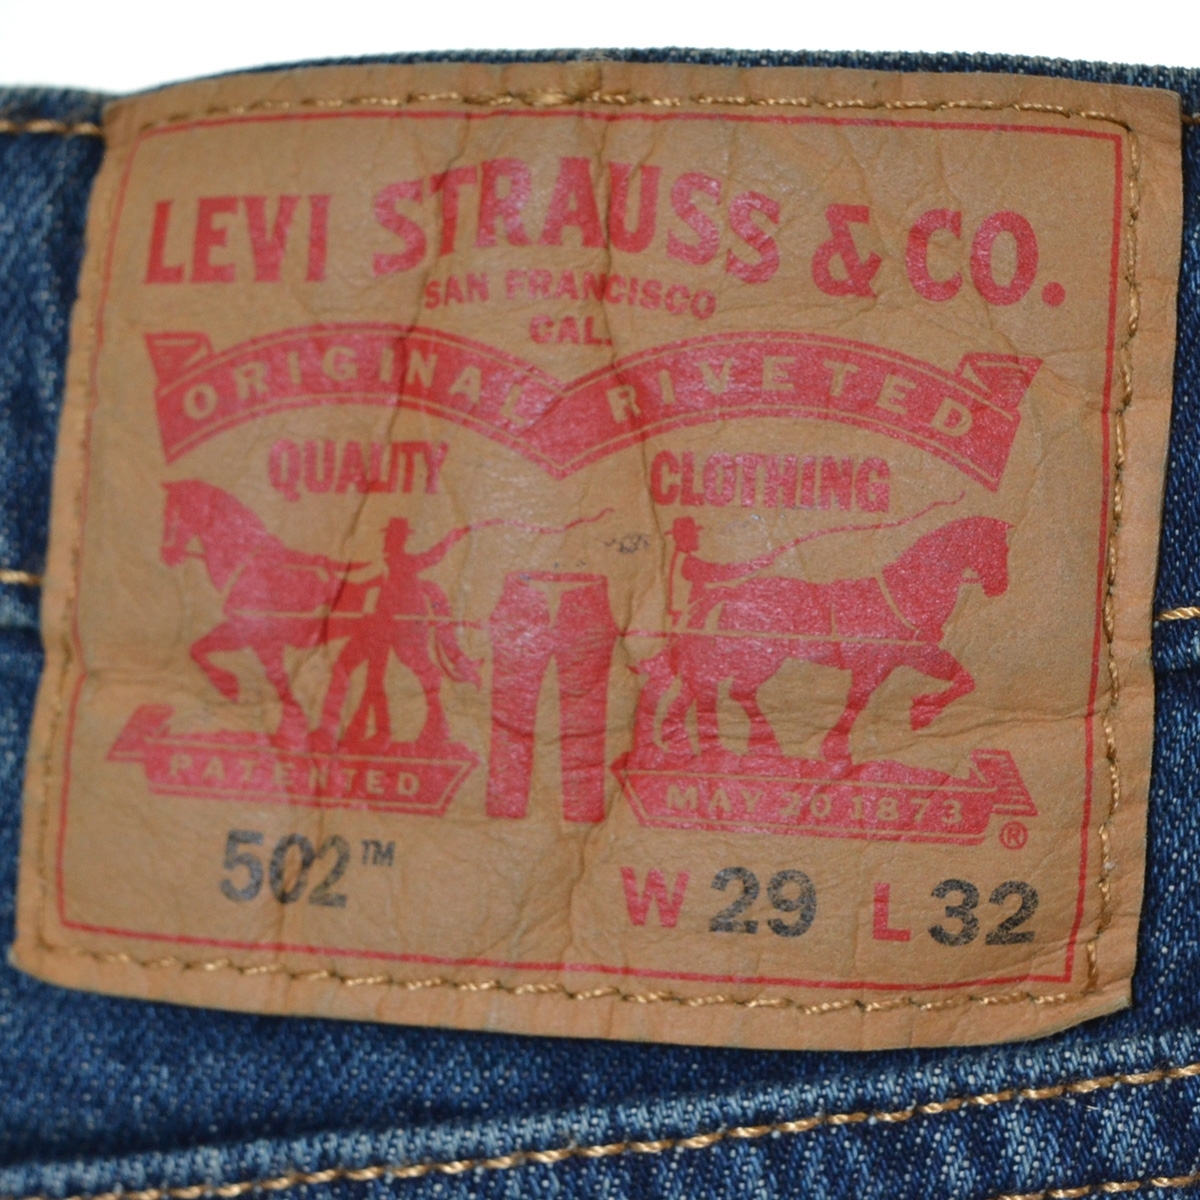 LEVI STRAUSS & CO.
SAN FRANCISCO
CAL.
ORIGINAL RIVETED
QUALITY CLOTHING
PATENTED MAY 20 1873
®
502™ W 29 L 32